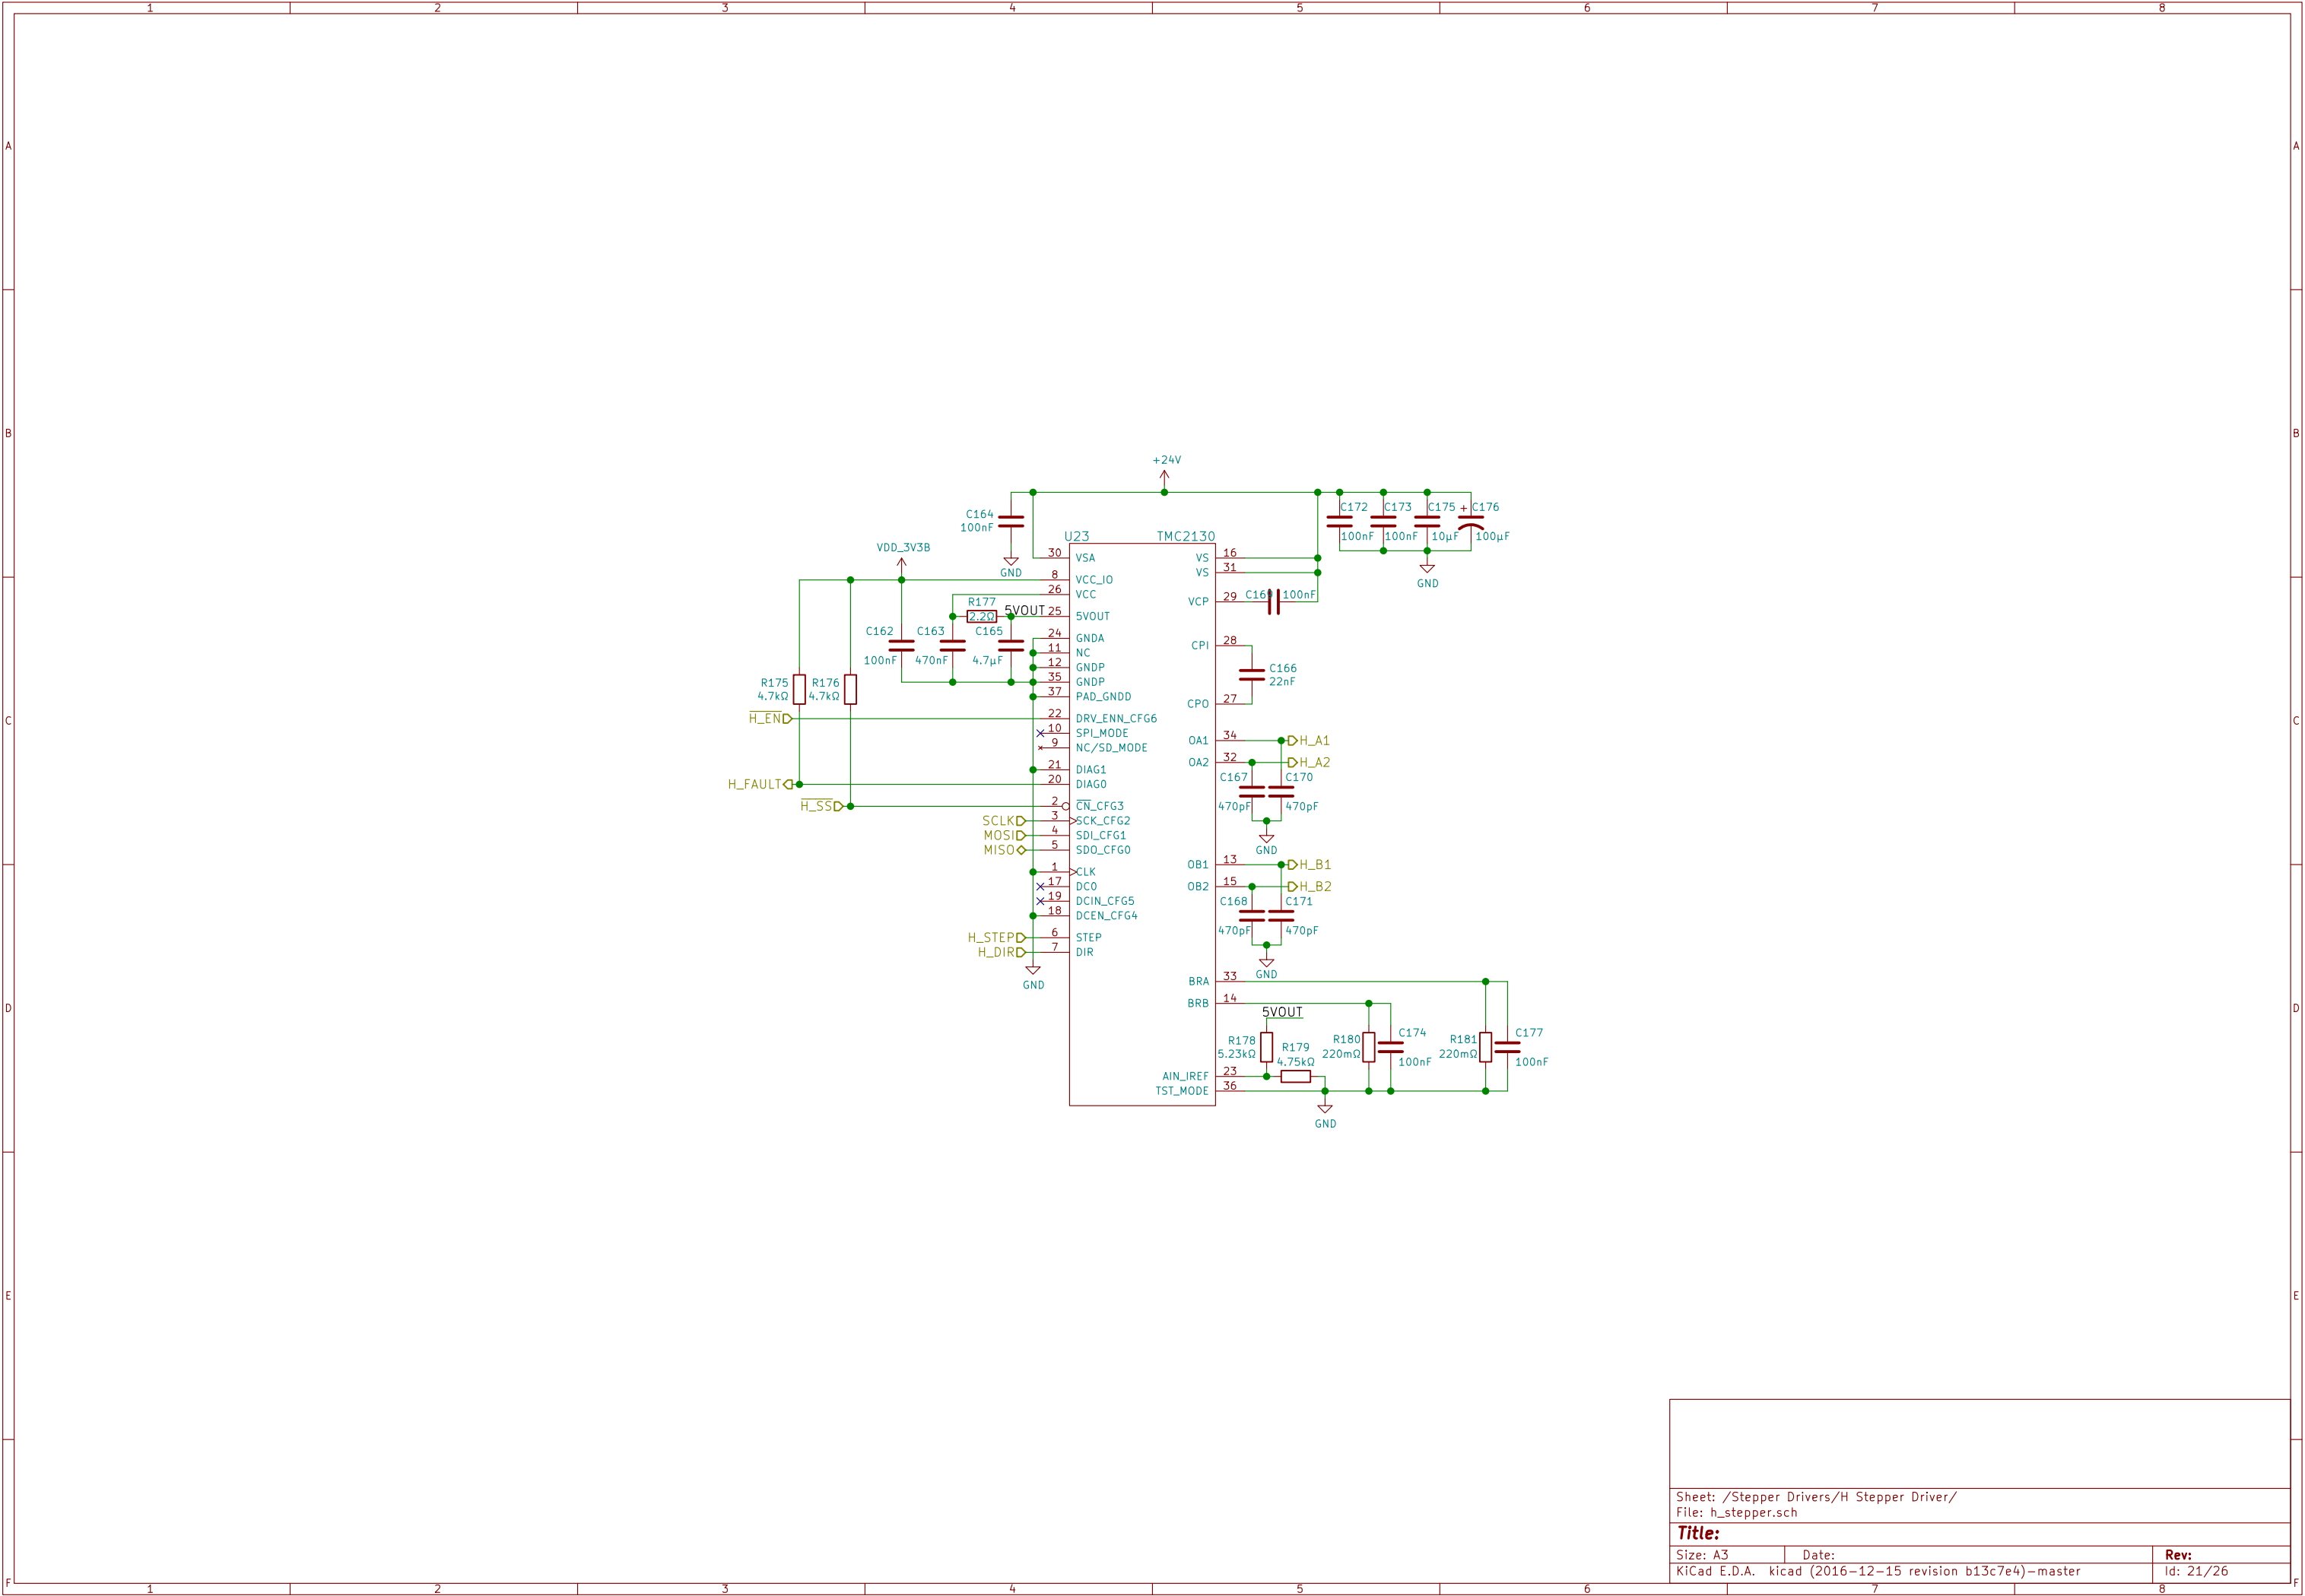 1 2 3 4 5 6 7 8
A A
B B
C C
D D
E E
F F
1 2 3 4 5 6 7 8
+24V
C164
100nF
GND
C172
100nF
C173
100nF
C175
10µF
+
C176
100µF
GND
VDD_3V3B
U23 TMC2130
30 VSA
8 VCC_IO
26 VCC
25 5VOUT
24 GNDA
11 NC
12 GNDP
35 GNDP
37 PAD_GNDD
22 DRV_ENN_CFG6
10 SPI_MODE
9 NC/SD_MODE
21 DIAG1
20 DIAG0
2 CN_CFG3
3 SCK_CFG2
4 SDI_CFG1
5 SDO_CFG0
1 CLK
17 DCO
19 DCIN_CFG5
18 DCEN_CFG4
6 STEP
7 DIR
VS 16
VS 31
VCP 29
CPI 28
CPO 27
OA1 34
OA2 32
OB1 13
OB2 15
BRA 33
BRB 14
AIN_IREF 23
TST_MODE 36
R177
2.2Ω
5VOUT
C162
100nF
C163
470nF
C165
4.7µF
R175
4.7kΩ
R176
4.7kΩ
H_EN
H_FAULT
H_SS
SCLK
MOSI
MISO
H_STEP
H_DIR
GND
C169 100nF
C166
22nF
H_A1
H_A2
C167
470pF
C170
470pF
GND
H_B1
H_B2
C168
470pF
C171
470pF
GND
5VOUT
R178
5.23kΩ
R179
4.75kΩ
R180
220mΩ
C174
100nF
R181
220mΩ
C177
100nF
GND
Sheet: /Stepper Drivers/H Stepper Driver/
File: h_stepper.sch
Title:
Size: A3 Date: Rev:
KiCad E.D.A. kicad (2016-12-15 revision b13c7e4)-master Id: 21/26